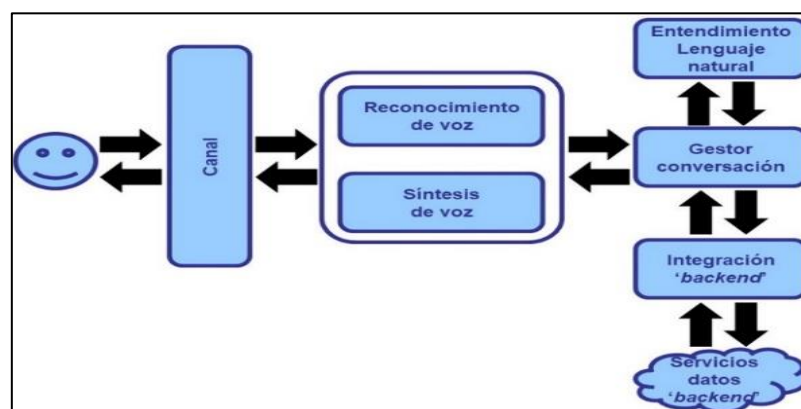 Canal
Reconocimiento
de voz
Síntesis
de voz
Entendimiento
Lenguaje
natural
Gestor
conversación
Integración
‘backend’
Servicios
datos
‘backend’